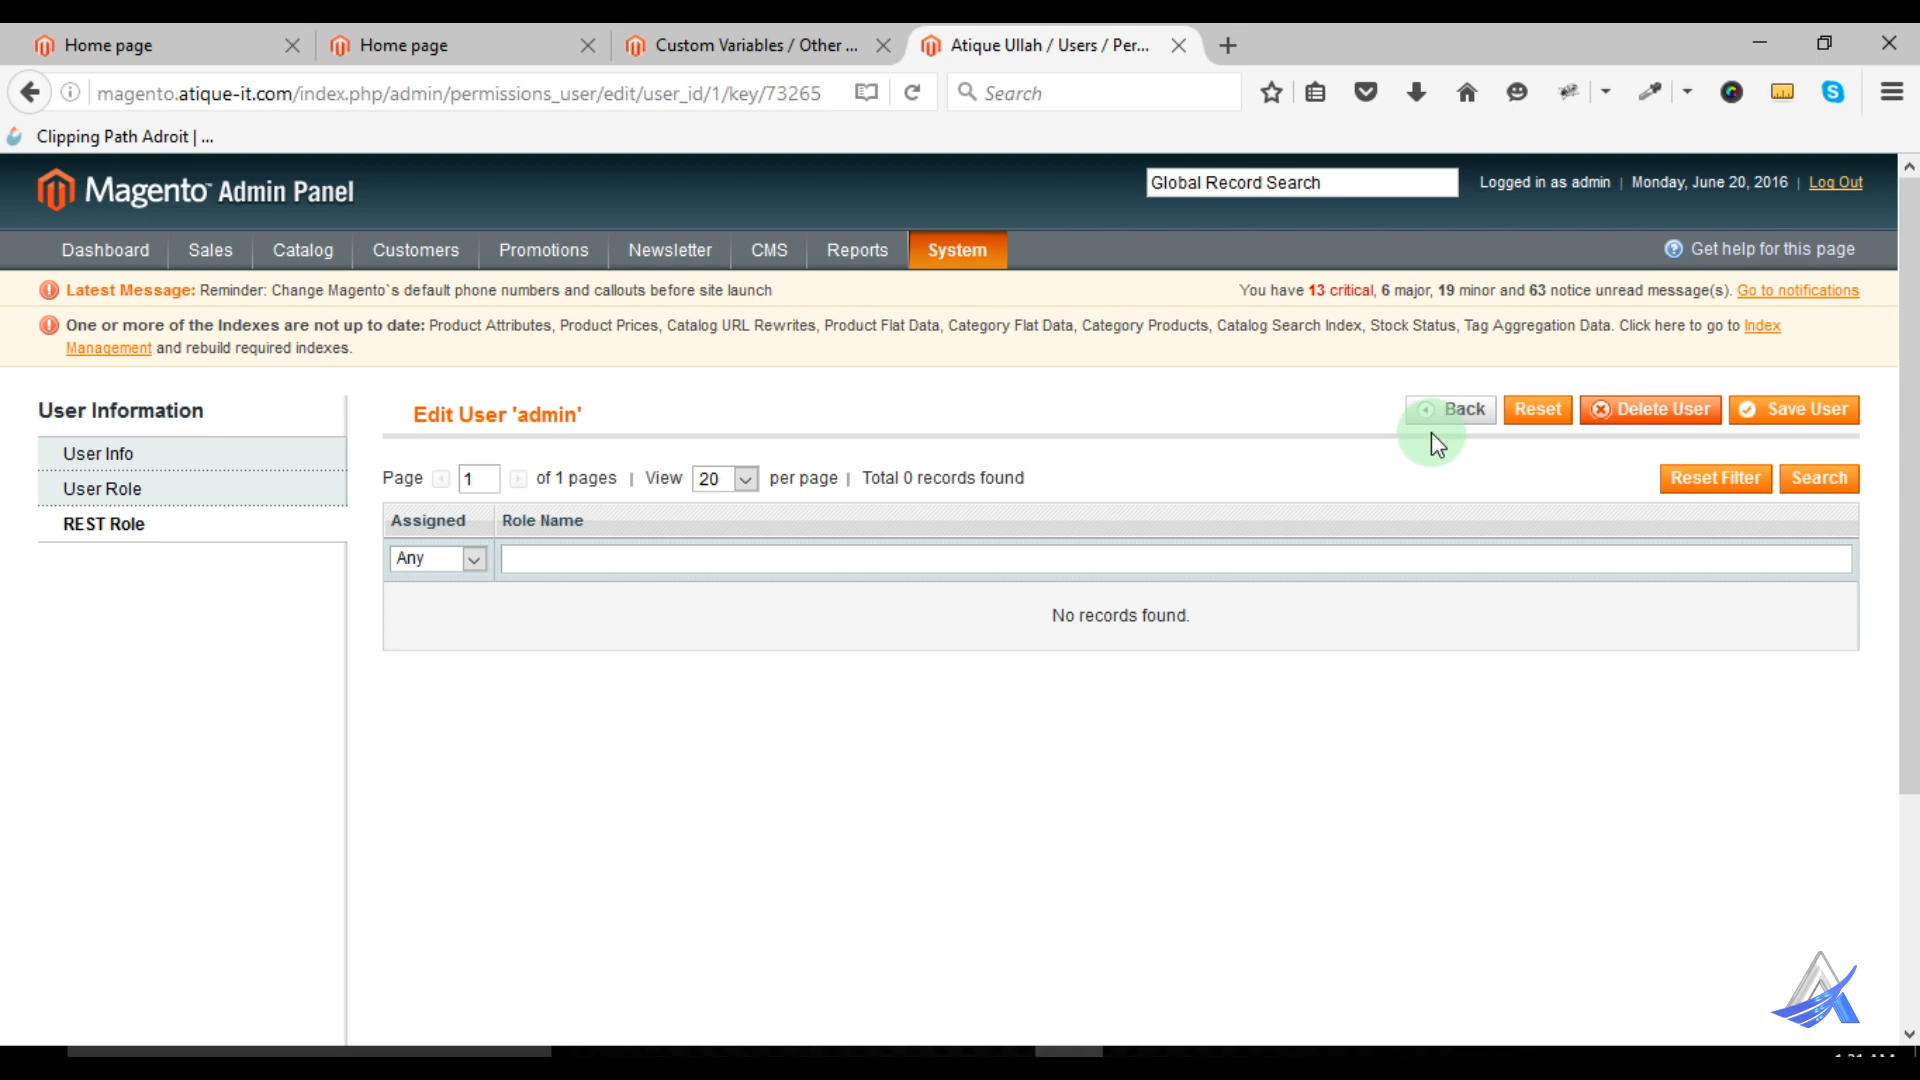 Home page
Home page
Custom Variables / Other ...
Atique Ullah / Users / Per...
magento.atique-it.com/index.php/admin/permissions_user/edit/user_id/1/key/73265
Search
Clipping Path Adroit | ...
Magento™ Admin Panel
Global Record Search
Logged in as admin | Monday, June 20, 2016 | Log Out
Dashboard Sales Catalog Customers Promotions Newsletter CMS Reports System
Get help for this page
Latest Message: Reminder: Change Magento`s default phone numbers and callouts before site launch
You have 13 critical, 6 major, 19 minor and 63 notice unread message(s). Go to notifications
One or more of the Indexes are not up to date: Product Attributes, Product Prices, Catalog URL Rewrites, Product Flat Data, Category Flat Data, Category Products, Catalog Search Index, Stock Status, Tag Aggregation Data. Click here to go to Index
Management and rebuild required indexes.
User Information
User Info
User Role
REST Role
Edit User 'admin'
Back Reset Delete User Save User
Page 1 of 1 pages | View 20 per page | Total 0 records found
Reset Filter Search
Assigned Role Name
Any
No records found.